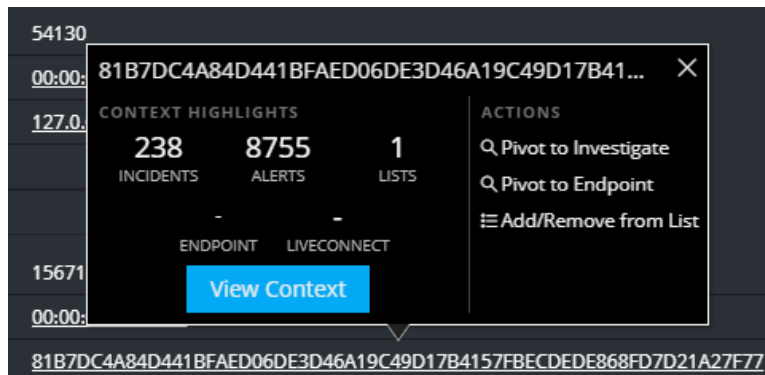 54130
00:00:
81B7DC4A84D441BFAED06DE3D46A19C49D17B41...
127.0.
CONTEXT HIGHLIGHTS
238 8755 1
INCIDENTS ALERTS LISTS
- -
ENDPOINT LIVECONNECT
View Context
ACTIONS
Pivot to Investigate
Pivot to Endpoint
Add/Remove from List
15671
00:00:
81B7DC4A84D441BFAED06DE3D46A19C49D17B4157FBECDEDE868FD7D21A27F77